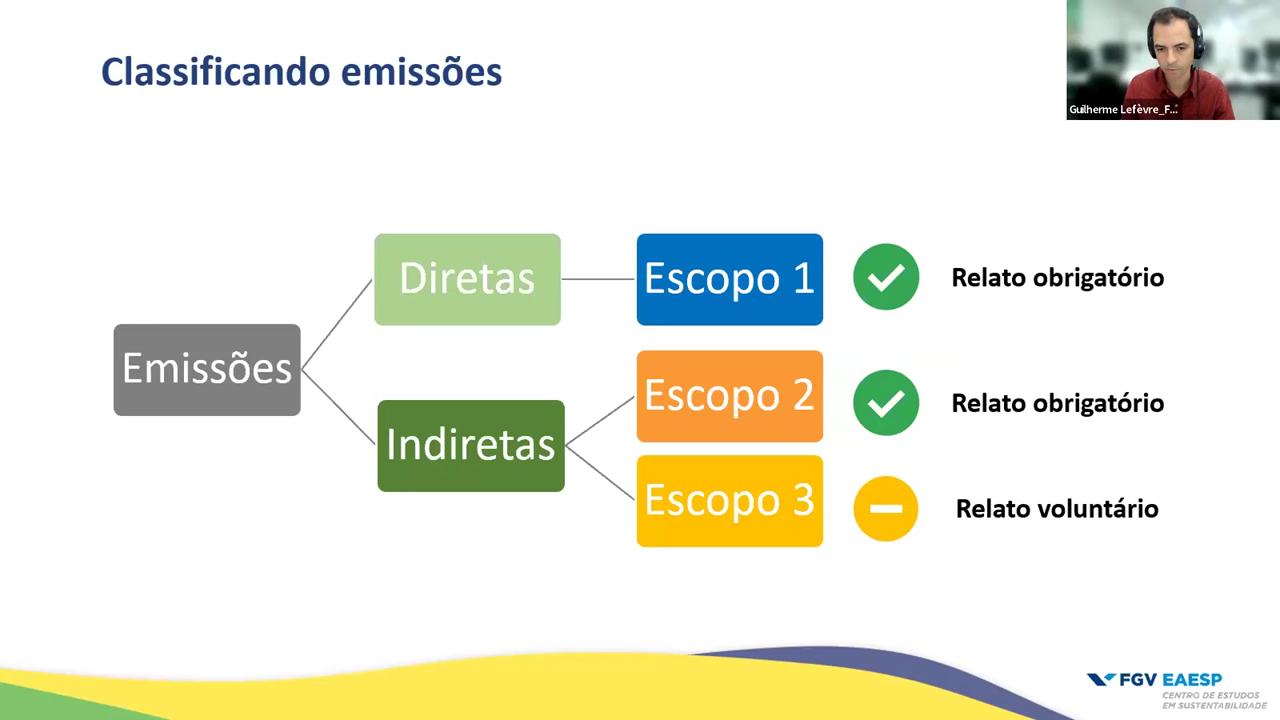 Classificando emissões
Guilherme Lefèvre_F...
Diretas
Escopo 1
Relato obrigatório
Emissões
Escopo 2
Relato obrigatório
Indiretas
Escopo 3
Relato voluntário
FGV EAESP
CENTRO DE ESTUDOS
EM SUSTENTABILIDADE